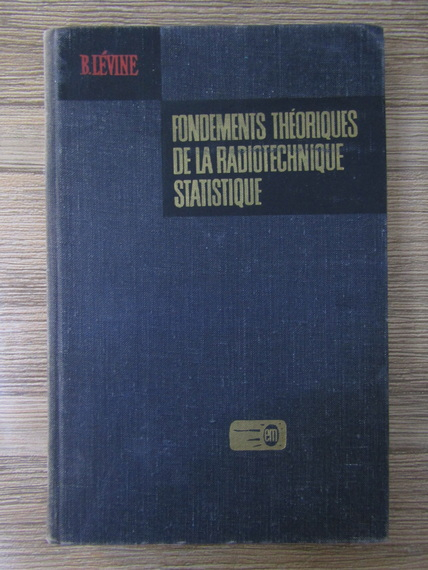 B. LÉVINE
FONDEMENTS THÉORIQUES
DE LA RADIOTECHNIQUE
STATISTIQUE
em